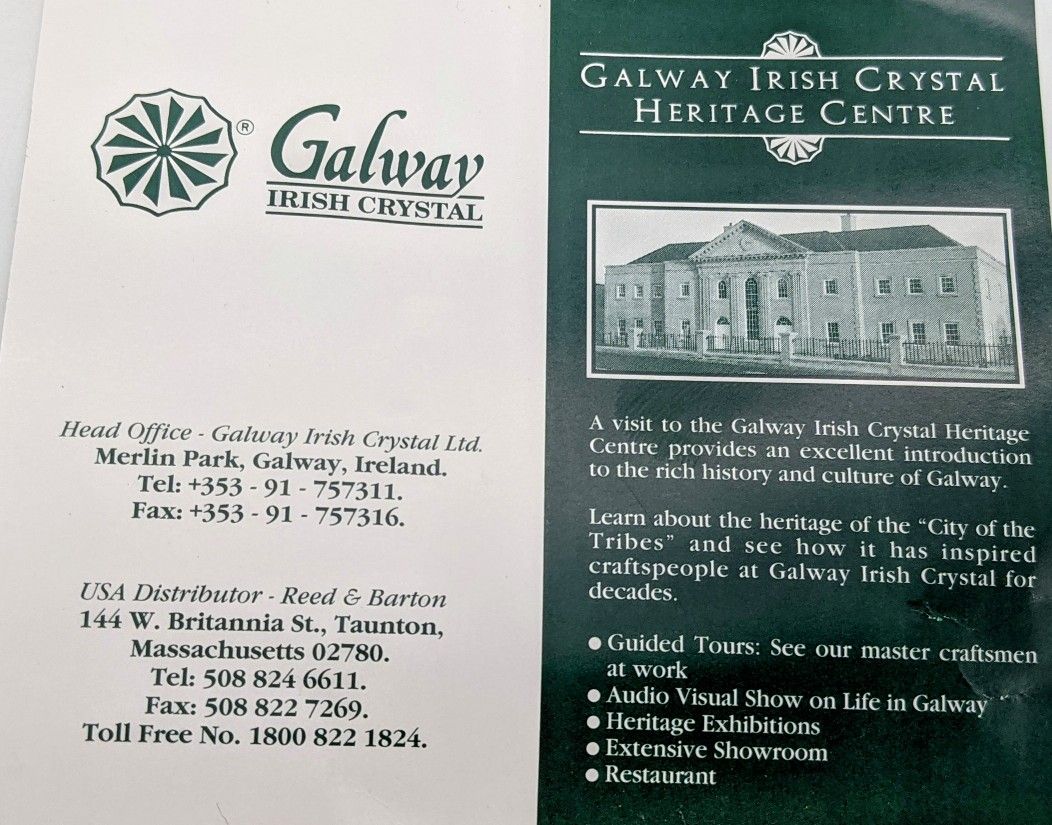 ®
Galway
IRISH CRYSTAL
Head Office - Galway Irish Crystal Ltd.
Merlin Park, Galway, Ireland.
Tel: +353 - 91 - 757311.
Fax: +353 - 91 - 757316.
USA Distributor - Reed & Barton
144 W. Britannia St., Taunton,
Massachusetts 02780.
Tel: 508 824 6611.
Fax: 508 822 7269.
Toll Free No. 1800 822 1824.
GALWAY IRISH CRYSTAL
HERITAGE CENTRE
A visit to the Galway Irish Crystal Heritage
Centre provides an excellent introduction
to the rich history and culture of Galway.
Learn about the heritage of the “City of the
Tribes” and see how it has inspired
craftspeople at Galway Irish Crystal for
decades.
● Guided Tours: See our master craftsmen
at work
● Audio Visual Show on Life in Galway
● Heritage Exhibitions
● Extensive Showroom
● Restaurant